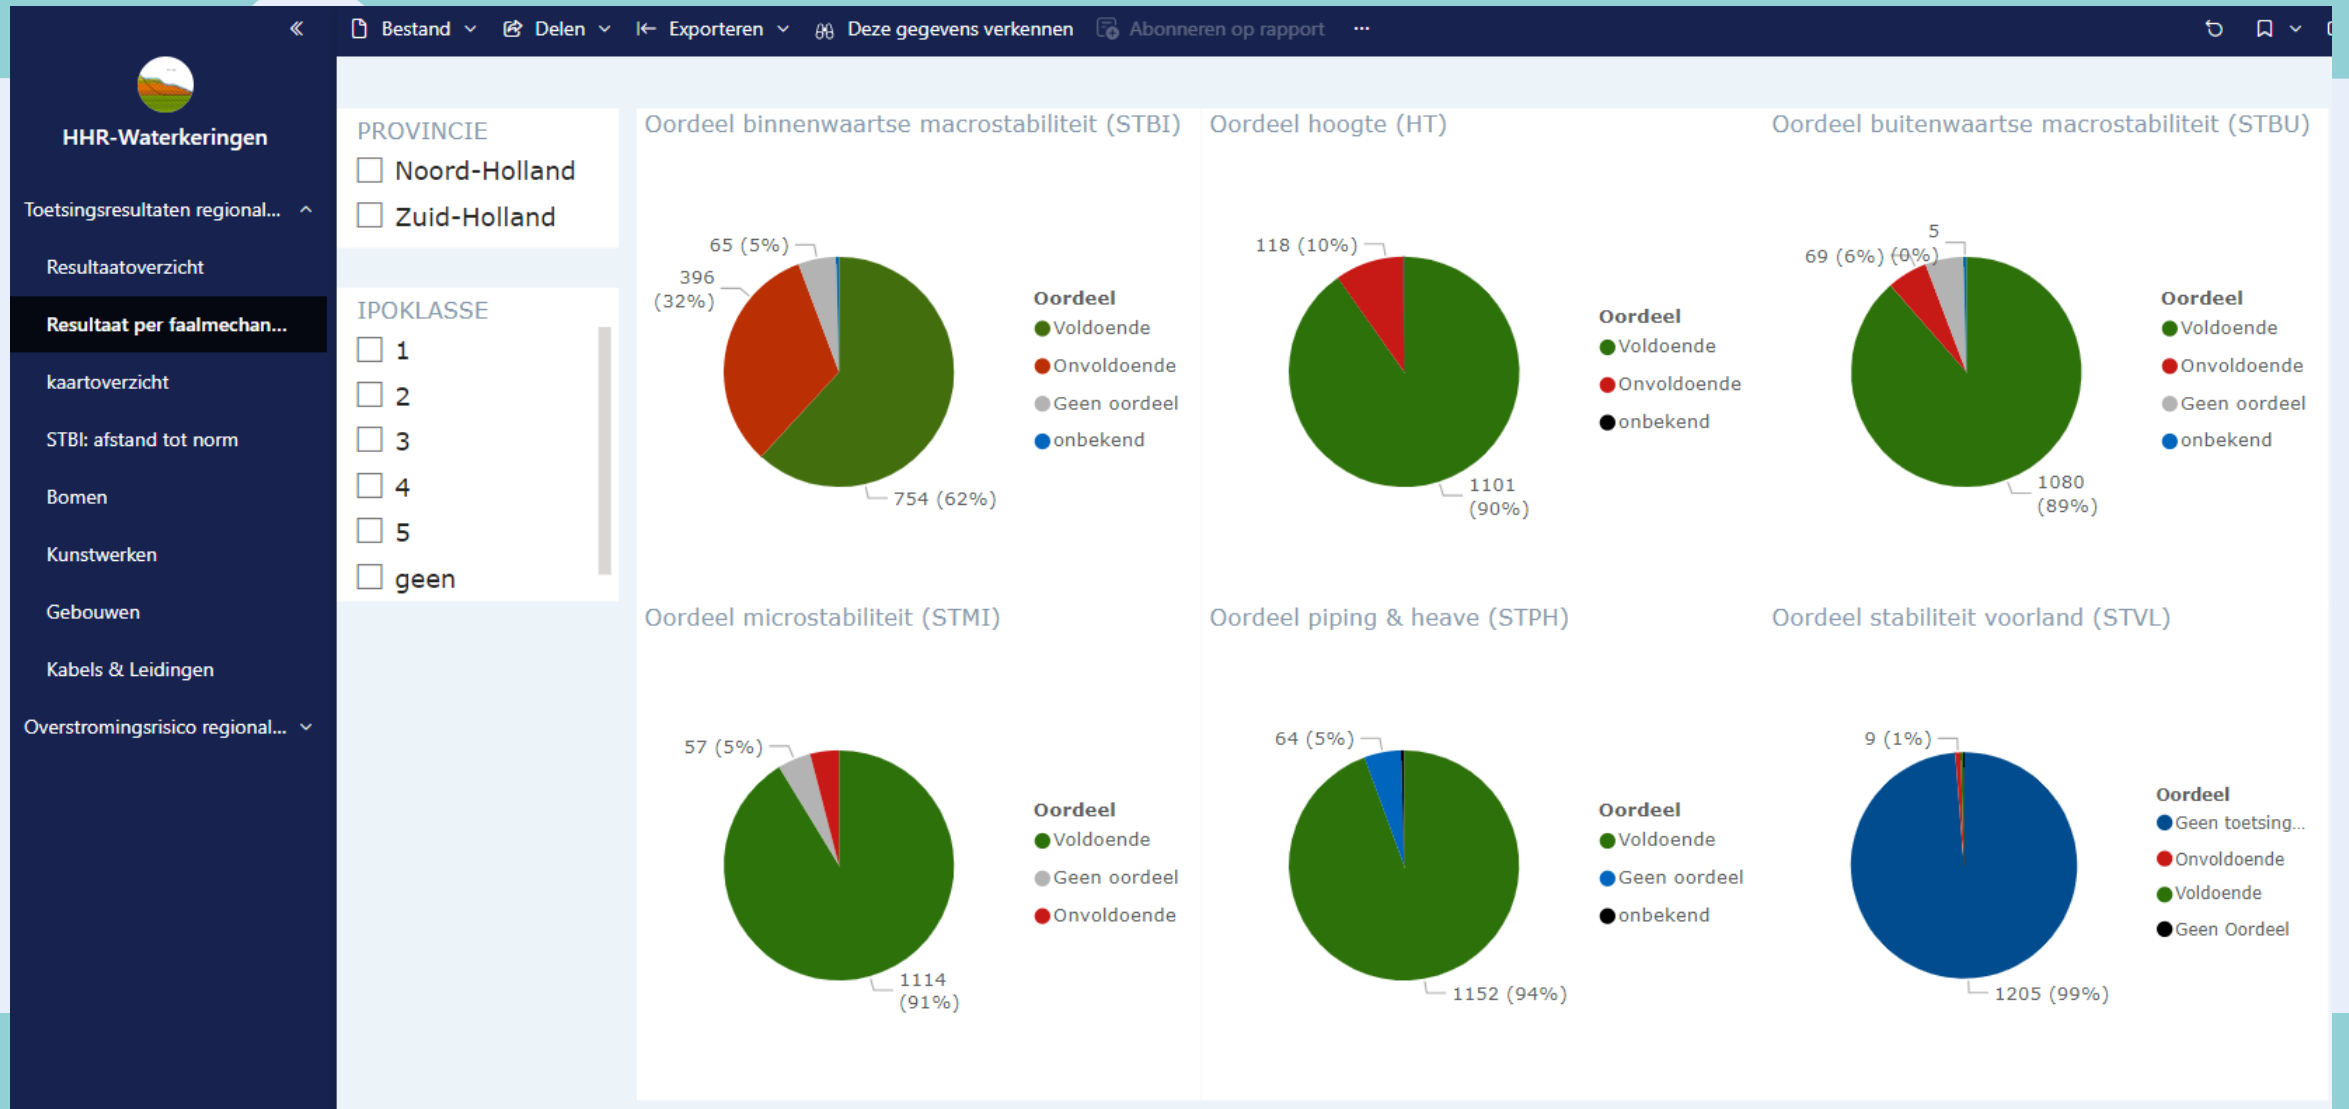 Bestand
Delen
Exporteren
Deze gegevens verkennen
Abonneren op rapport
HHR-Waterkeringen
Toetsingsresultaten regional...
Resultaatoverzicht
Resultaat per faalmechan...
kaartoverzicht
STBI: afstand tot norm
Bomen
Kunstwerken
Gebouwen
Kabels & Leidingen
Overstromingsrisico regional...
PROVINCIE
Noord-Holland
Zuid-Holland
IPOKLASSE
1
2
3
4
5
geen
Oordeel binnenwaartse macrostabiliteit (STBI)
65 (5%)
396
(32%)
754 (62%)
Oordeel
Voldoende
Onvoldoende
Geen oordeel
onbekend
Oordeel hoogte (HT)
118 (10%)
1101
(90%)
Oordeel
Voldoende
Onvoldoende
onbekend
Oordeel buitenwaartse macrostabiliteit (STBU)
5
(0%)
69 (6%)
1080
(89%)
Oordeel
Voldoende
Onvoldoende
Geen oordeel
onbekend
Oordeel microstabiliteit (STMI)
57 (5%)
1114
(91%)
Oordeel
Voldoende
Geen oordeel
Onvoldoende
Oordeel piping & heave (STPH)
64 (5%)
1152 (94%)
Oordeel
Voldoende
Geen oordeel
onbekend
Oordeel stabiliteit voorland (STVL)
9 (1%)
1205 (99%)
Oordeel
Geen toetsing...
Onvoldoende
Voldoende
Geen Oordeel